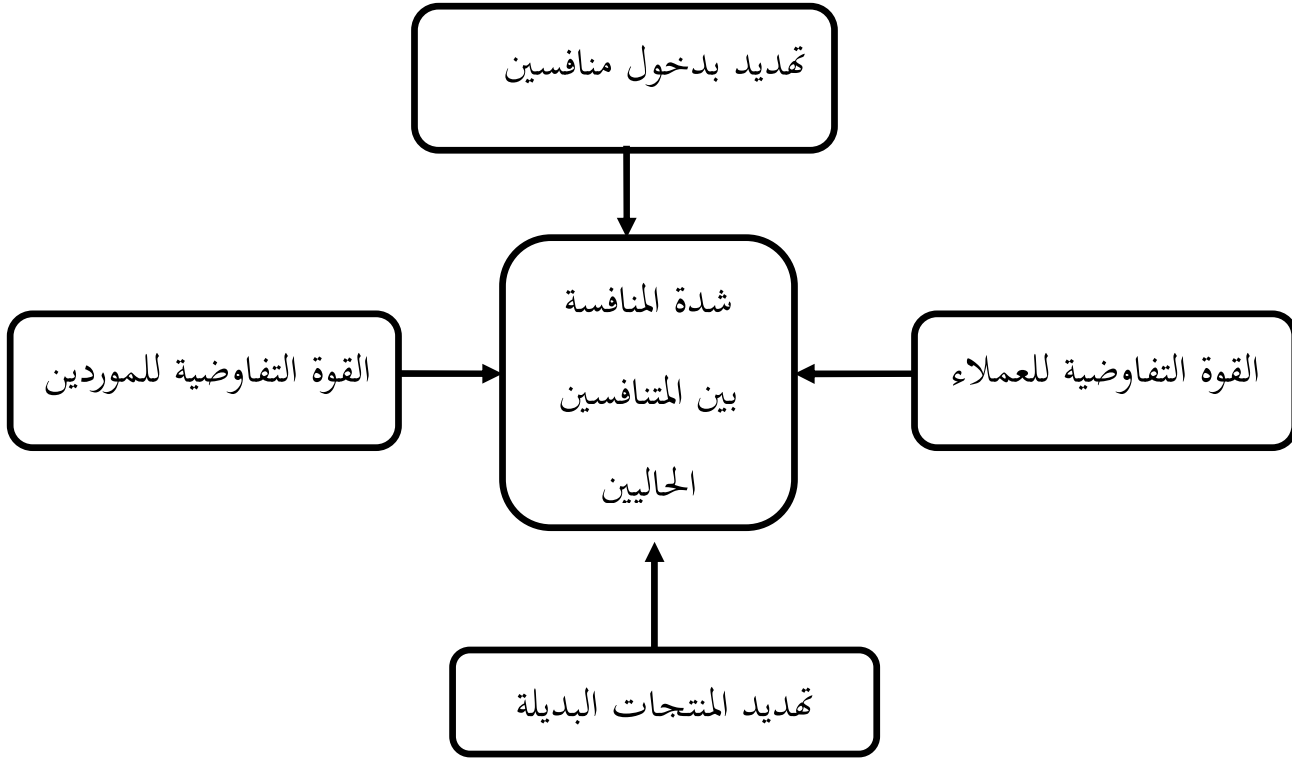 تهديد بدخول منافسين
شدة المنافسة
بين المتنافسين
الحاليين
القوة التفاوضية للعملاء
القوة التفاوضية للموردين
تهديد المنتجات البديلة